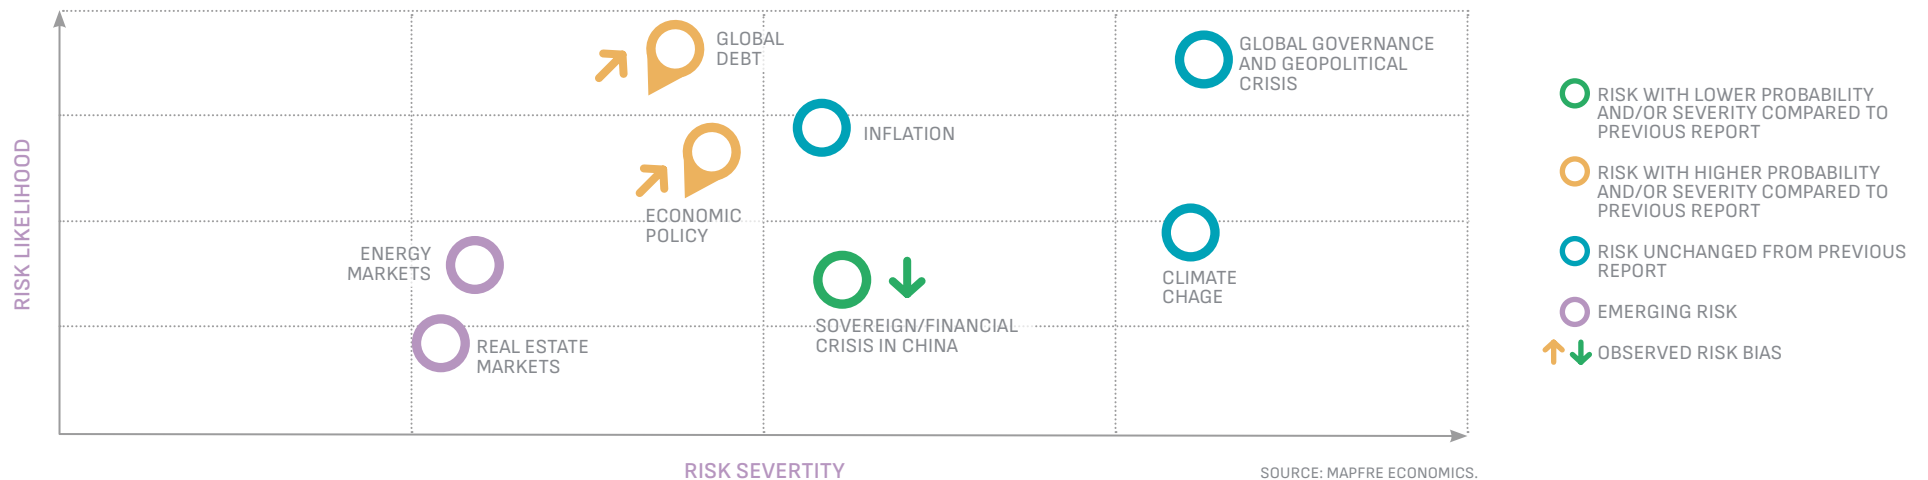 GLOBAL
DEBT
GLOBAL GOVERNANCE
AND GEOPOLITICAL
CRISIS
INFLATION
ECONOMIC
POLICY
ENERGY
MARKETS
CLIMATE
CHAGE
SOVEREIGN/FINANCIAL
CRISIS IN CHINA
REAL ESTATE
MARKETS
RISK LIKELIHOOD
RISK SEVERTITY
SOURCE: MAPFRE ECONOMICS.
RISK WITH LOWER PROBABILITY
AND/OR SEVERITY COMPARED TO
PREVIOUS REPORT
RISK WITH HIGHER PROBABILITY
AND/OR SEVERITY COMPARED TO
PREVIOUS REPORT
RISK UNCHANGED FROM PREVIOUS
REPORT
EMERGING RISK
OBSERVED RISK BIAS